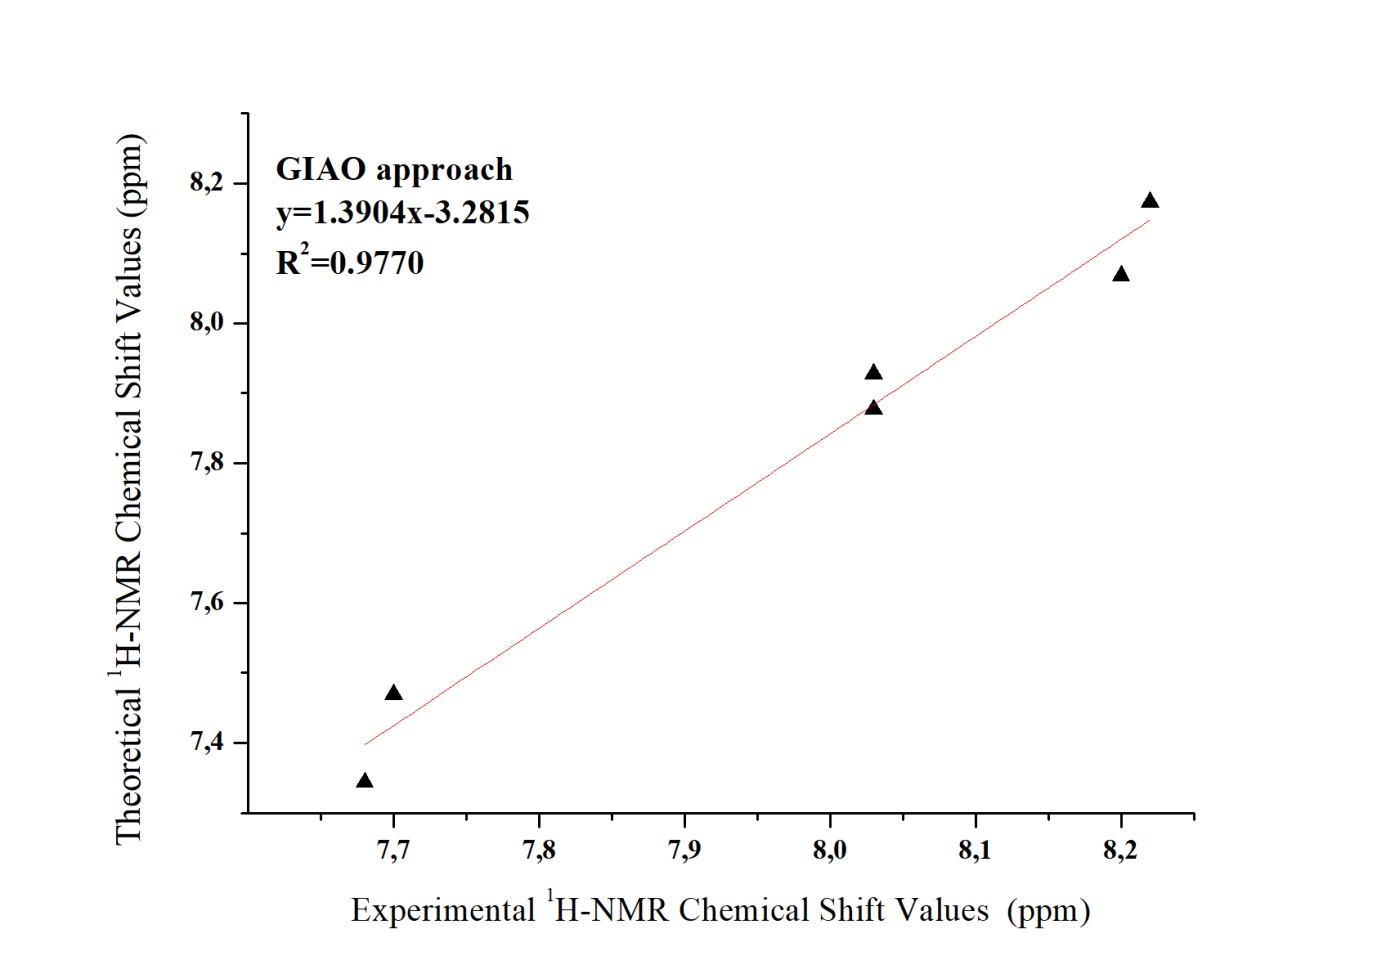 GIAO approach
y=1.3904x-3.2815
R²=0.9770
Theoretical ¹H-NMR Chemical Shift Values (ppm)
8,2
8,0
7,8
7,6
7,4
7,7 7,8 7,9 8,0 8,1 8,2
Experimental ¹H-NMR Chemical Shift Values (ppm)